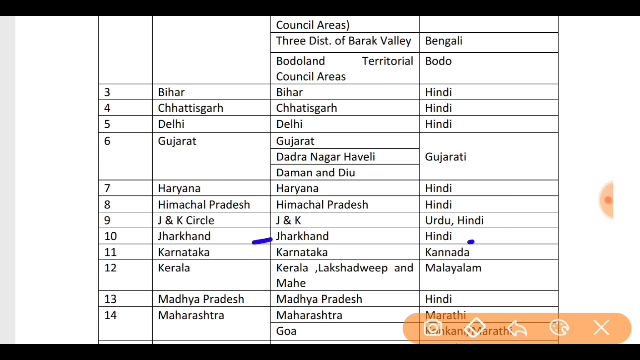 Council Areas)
Three Dist. of Barak Valley Bengali
Bodoland Territorial Bodo
Council Areas
3 Bihar Bihar Hindi
4 Chhattisgarh Chhatisgarh Hindi
5 Delhi Delhi Hindi
6 Gujarat Gujarat
Dadra Nagar Haveli Gujarati
Daman and Diu
7 Haryana Haryana Hindi
8 Himachal Pradesh Himachal Pradesh Hindi
9 J & K Circle J & K Urdu, Hindi
10 Jharkhand Jharkhand Hindi
11 Karnataka Karnataka Kannada
12 Kerala Kerala ,Lakshadweep and Malayalam
Mahe
13 Madhya Pradesh Madhya Pradesh Hindi
14 Maharashtra Maharashtra Marathi
Goa Marathi